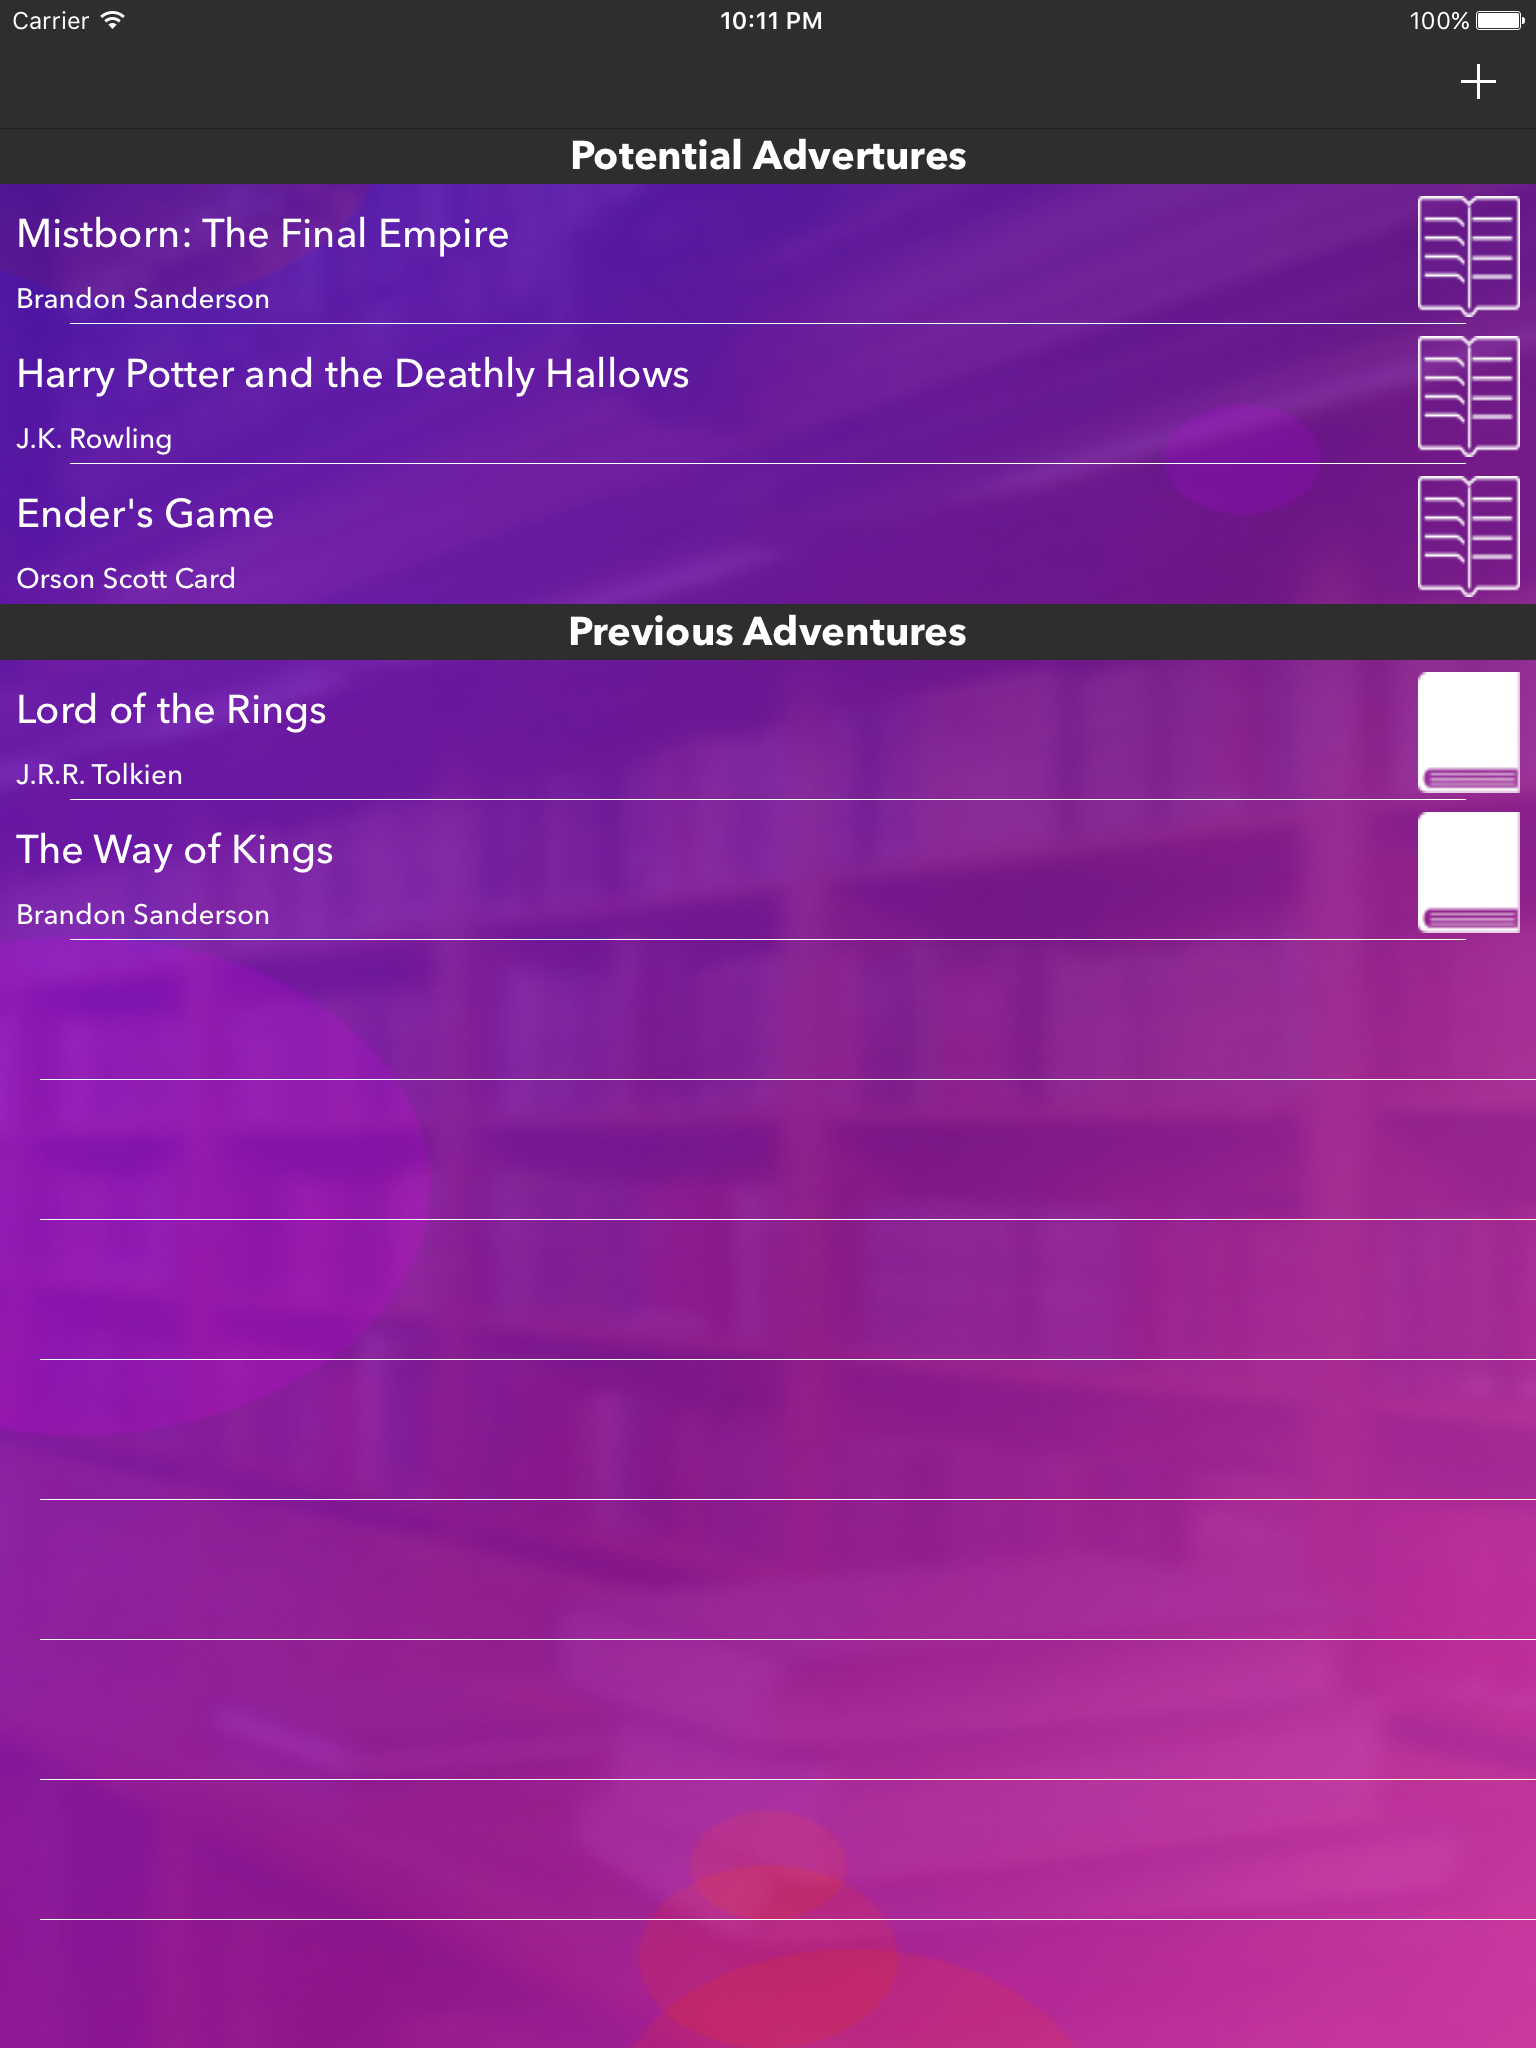 Carrier 10:11 PM 100%
Potential Advertures
Mistborn: The Final Empire
Brandon Sanderson
Harry Potter and the Deathly Hallows
J.K. Rowling
Ender's Game
Orson Scott Card
Previous Adventures
Lord of the Rings
J.R.R. Tolkien
The Way of Kings
Brandon Sanderson